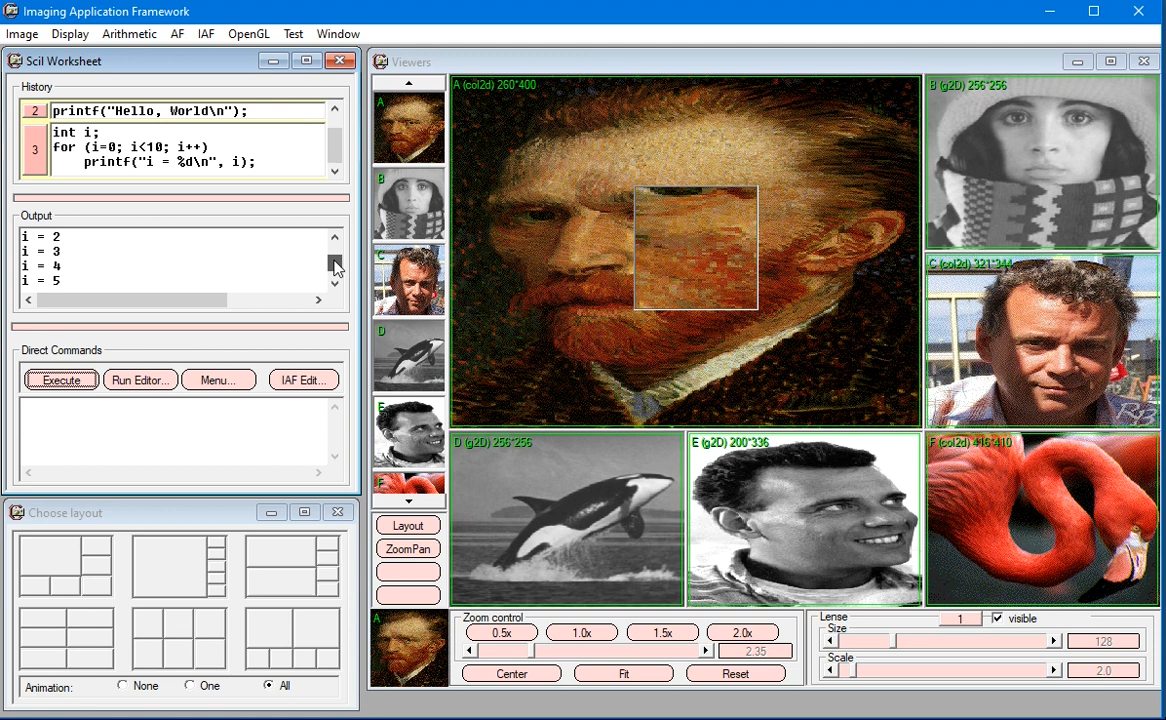 Imaging Application Framework
Image Display Arithmetic AF IAF OpenGL Test Window
Scil Worksheet
History
2 printf("Hello, World\n");
3 int i;
for (i=0; i<10; i++)
printf("i = %d\n", i);
Output
i = 2
i = 3
i = 4
i = 5
Direct Commands
Execute Run Editor... Menu... IAF Edit...
Choose layout
Animation: None One All
Viewers
A
B
C
D
E
F
Layout
ZoomPan
A
A (col2d) 260*400
B (g2D) 256*256
C (col2d) 321*344
D (g2D) 256*256
E (g2D) 200*336
F (col2d) 416*410
Zoom control
0.5x 1.0x 1.5x 2.0x
2.35
Center Fit Reset
Lense 1 visible
Size
128
Scale
2.0